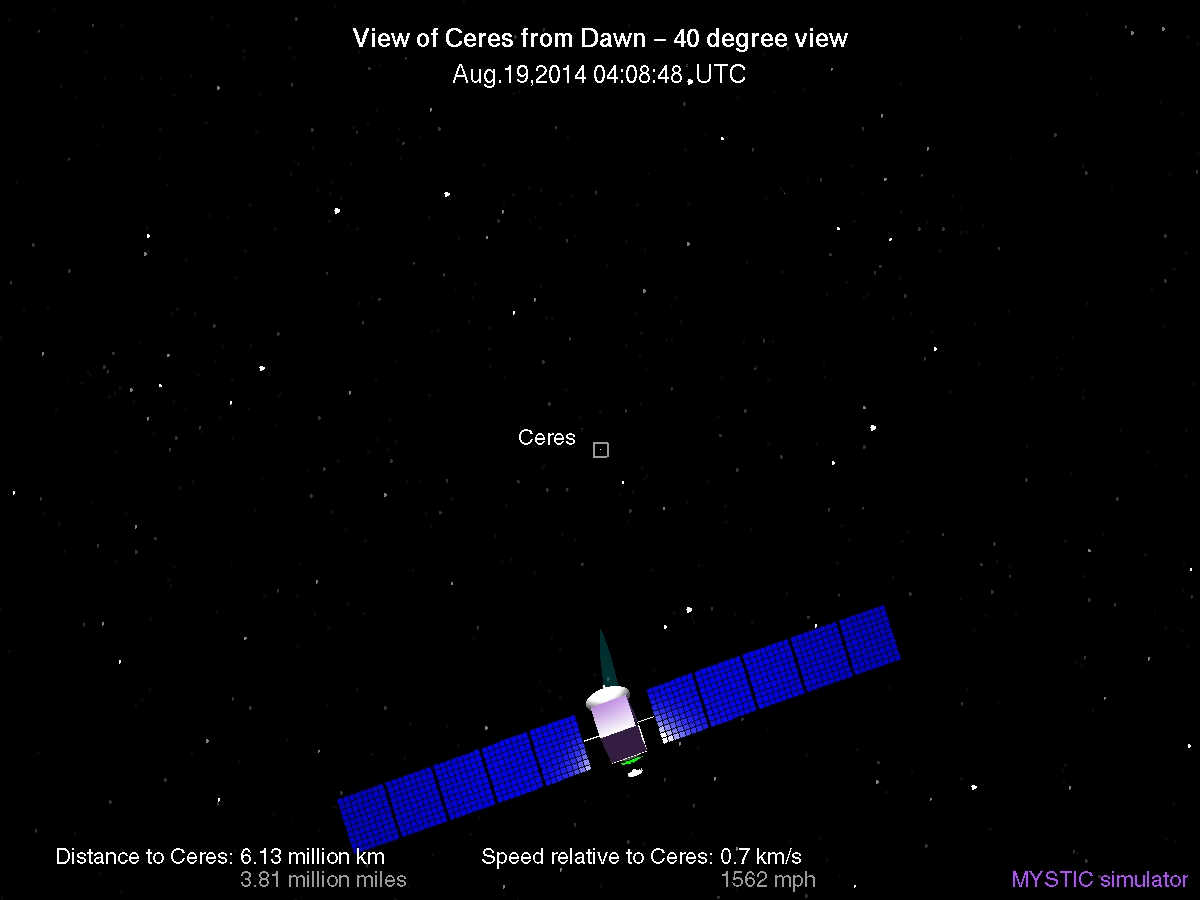 View of Ceres from Dawn – 40 degree view
Aug.19,2014 04:08:48 UTC
Ceres
Distance to Ceres: 6.13 million km
3.81 million miles
Speed relative to Ceres: 0.7 km/s
1562 mph
MYSTIC simulator